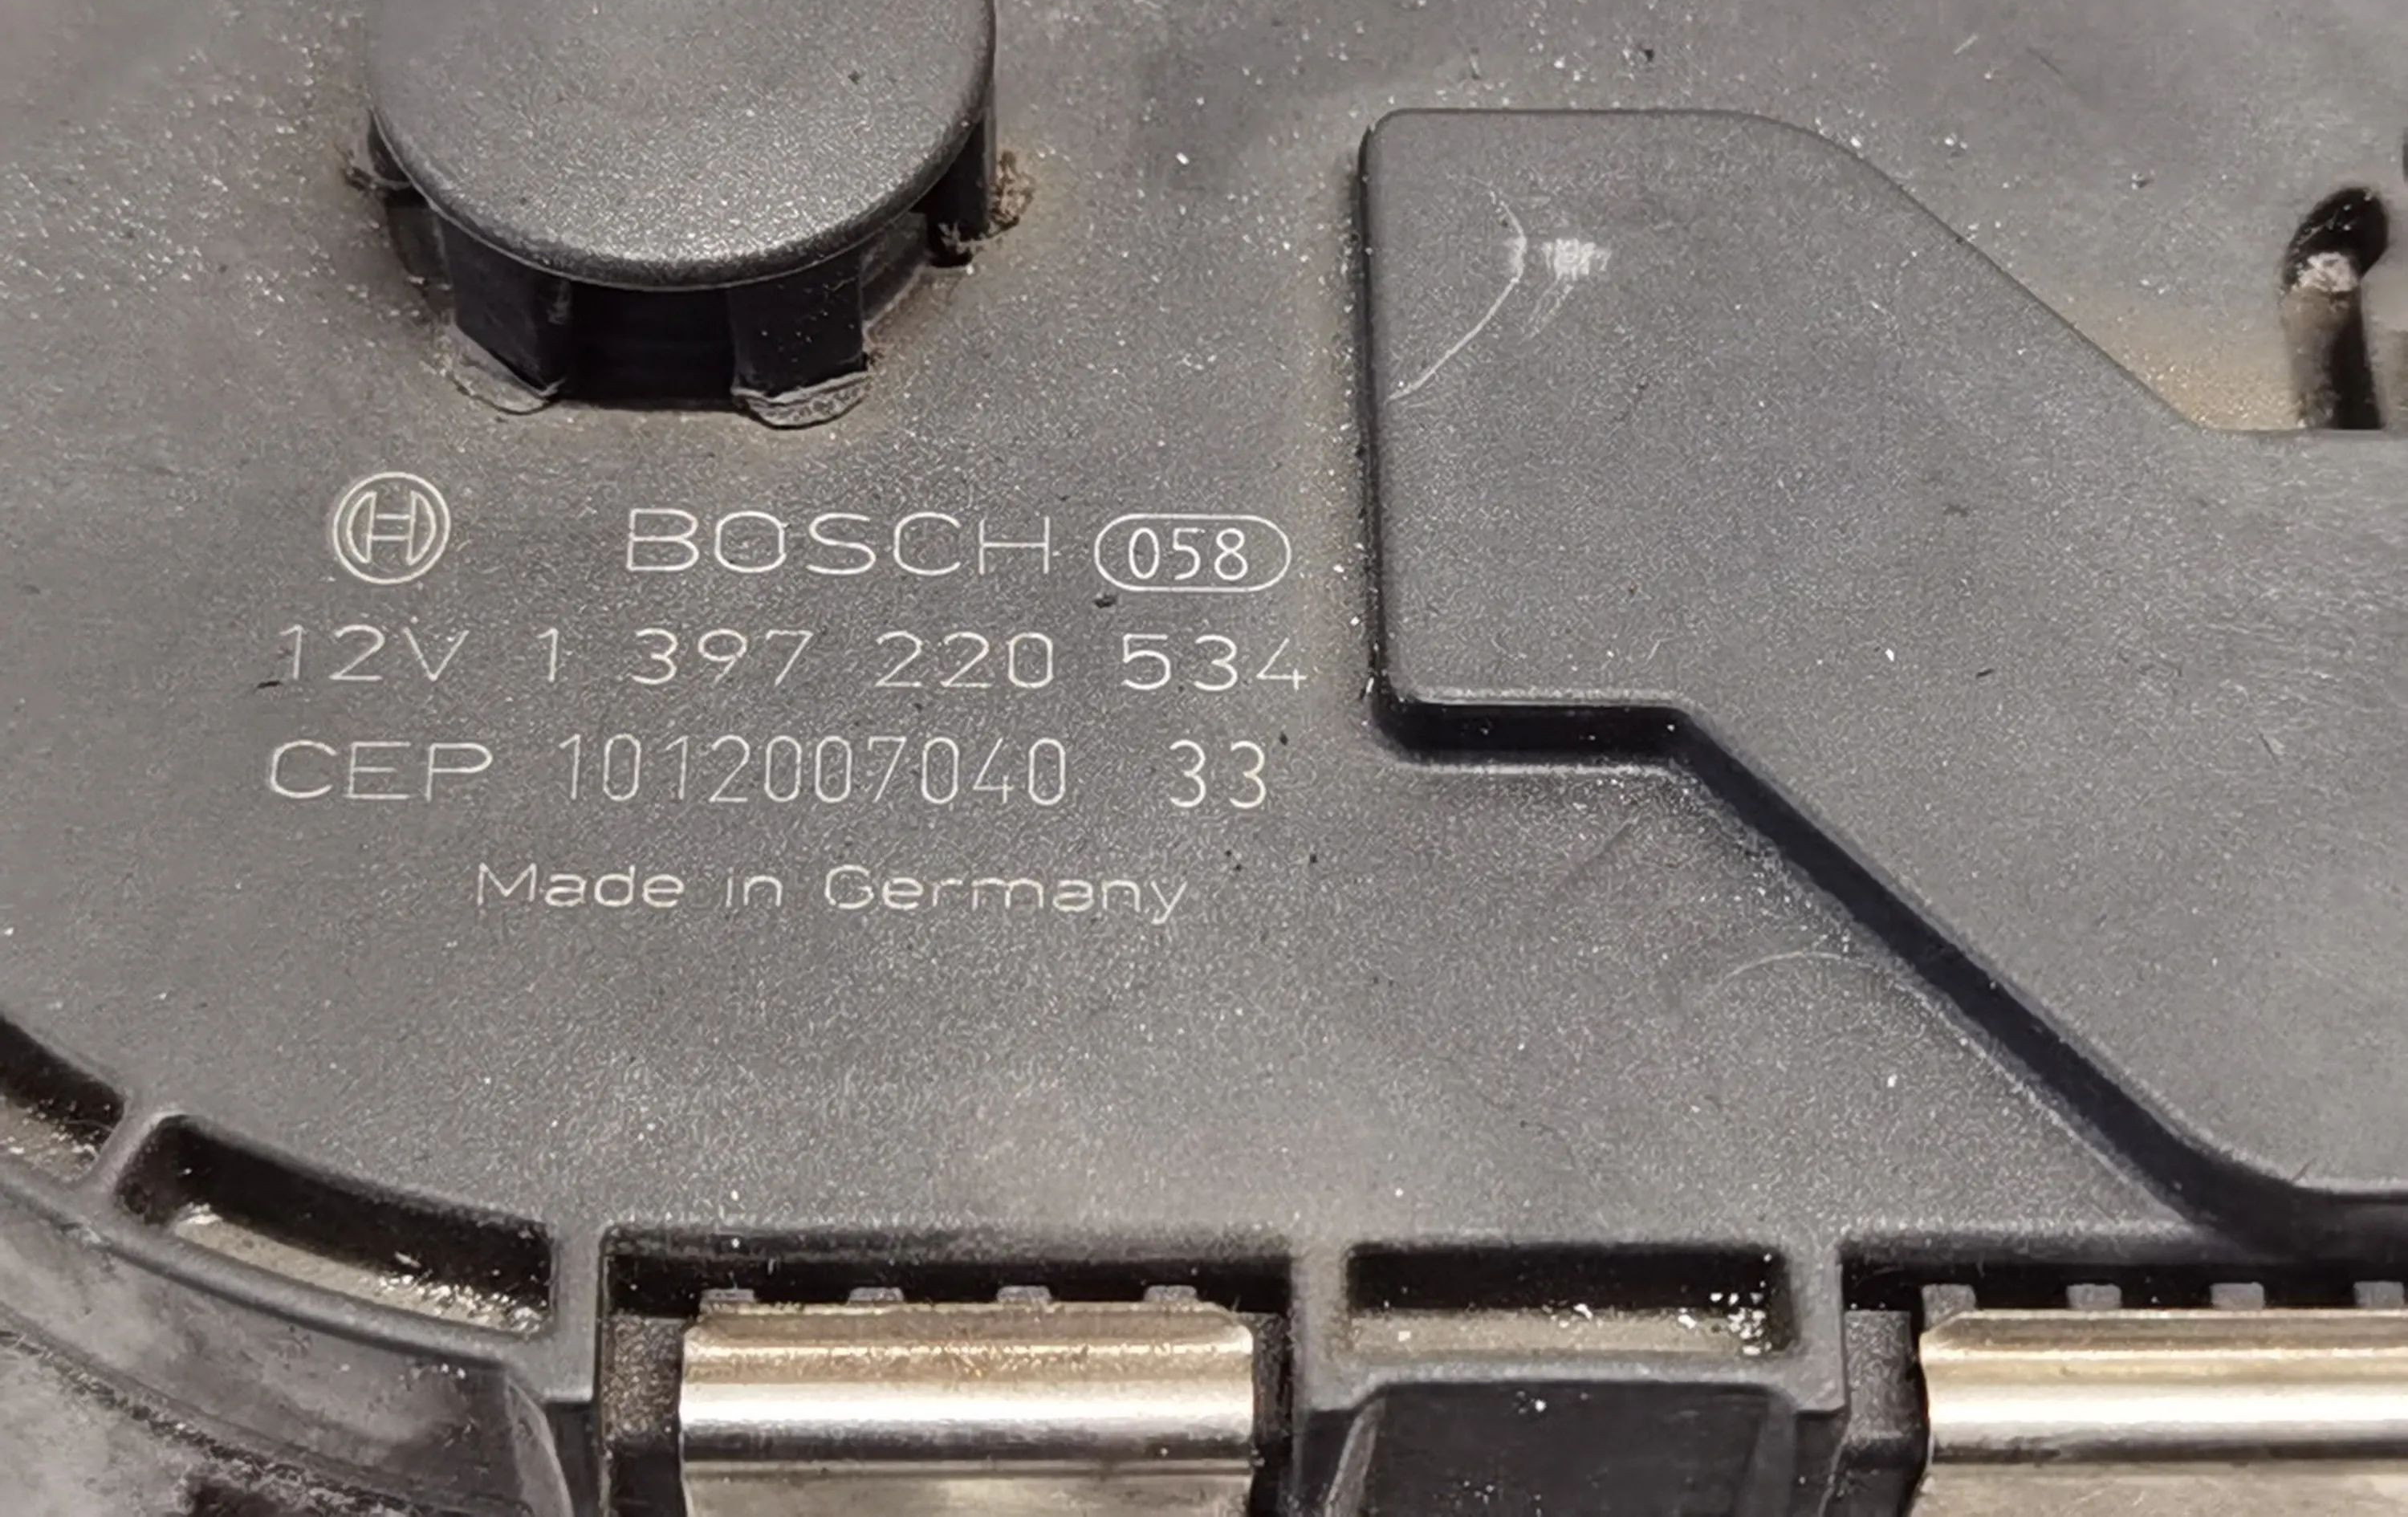 BOSCH 058
12V 1 397 220 534
CEP 1012007040 33
Made in Germany